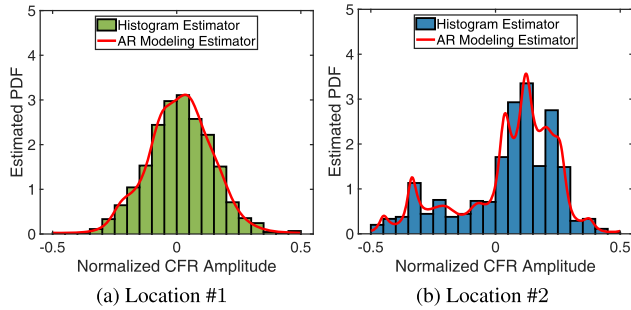 Histogram Estimator
AR Modeling Estimator
Estimated PDF
5
4
3
2
1
0
-0.5
0
0.5
Normalized CFR Amplitude
(a) Location #1
Histogram Estimator
AR Modeling Estimator
Estimated PDF
5
4
3
2
1
0
-0.5
0
0.5
Normalized CFR Amplitude
(b) Location #2